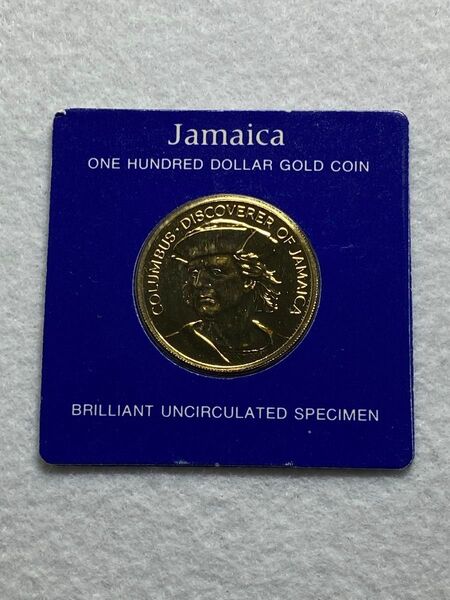 Jamaica
ONE HUNDRED DOLLAR GOLD COIN
COLUMBUS · DISCOVERER OF JAMAICA
BRILLIANT UNCIRCULATED SPECIMEN